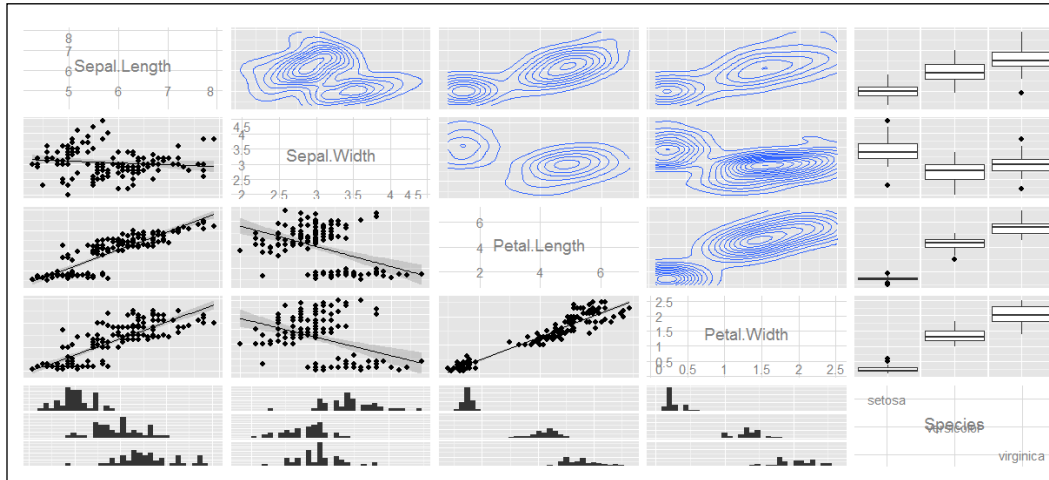 8
7
Sepal.Length
6
5
5 6 7 8
4.5
4
3.5
Sepal.Width
3
2.5
2 2.5 3 3.5 4 4.5
6
Petal.Length
4
2
2 4 6
2.5
2
1.5
Petal.Width
1
0.5
0 0.5 1 1.5 2 2.5
setosa
Species
versicolor
virginica